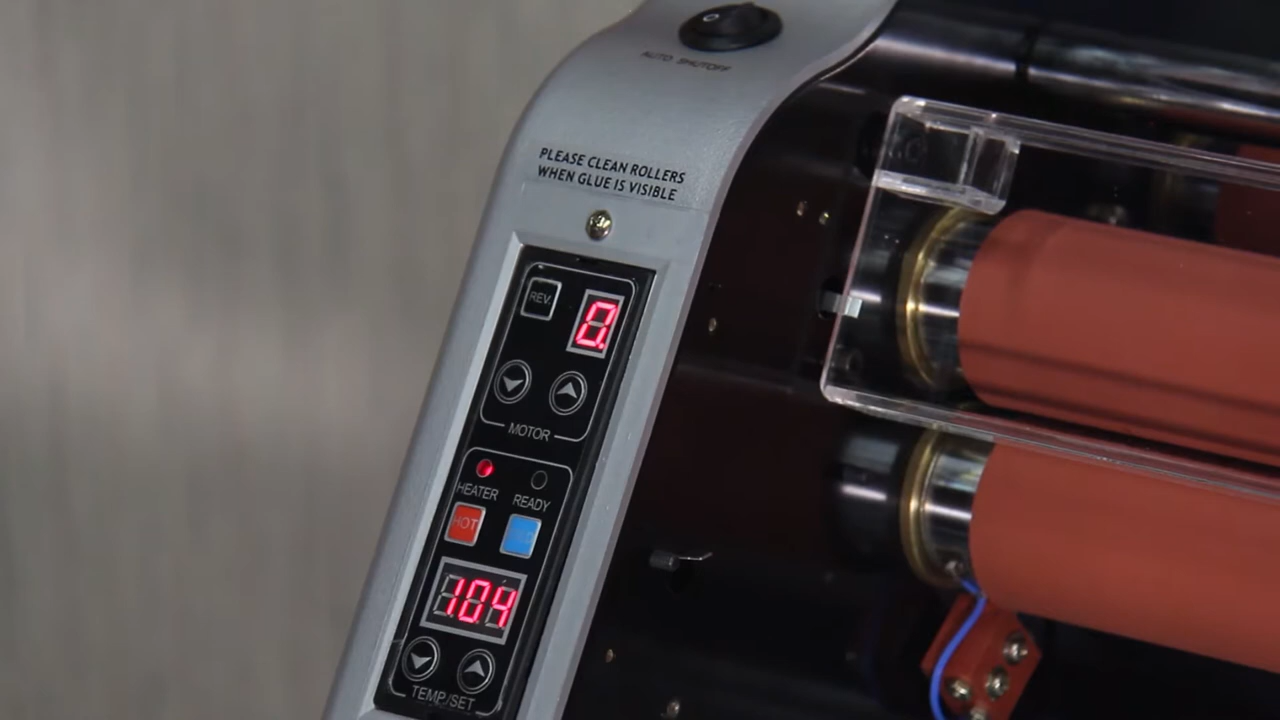 AUTO SHUTOFF
PLEASE CLEAN ROLLERS
WHEN GLUE IS VISIBLE
REV.
0.
MOTOR
HEATER READY
HOT
104
TEMP/SET